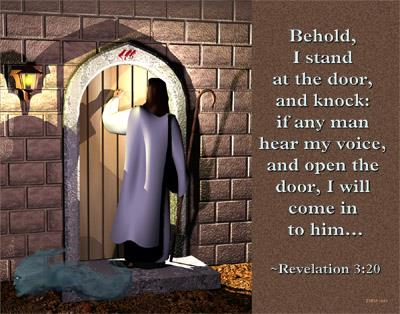 Behold,
I stand
at the door,
and knock:
if any man
hear my voice,
and open the
door, I will
come in
to him...
~Revelation 3:20